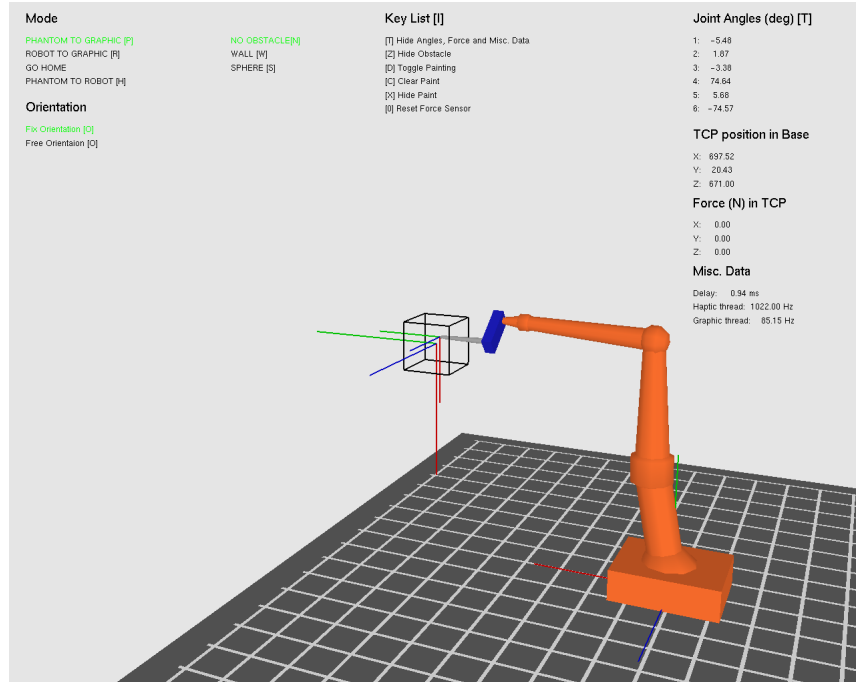 Mode
PHANTOM TO GRAPHIC [P]
ROBOT TO GRAPHIC [R]
GO HOME
PHANTOM TO ROBOT [H]
Orientation
Fix Orientation [O]
Free Orientaion [O]
NO OBSTACLE[N]
WALL [W]
SPHERE [S]
Key List [I]
[T] Hide Angles, Force and Misc. Data
[Z] Hide Obstacle
[D] Toggle Painting
[C] Clear Paint
[X] Hide Paint
[0] Reset Force Sensor
Joint Angles (deg) [T]
1: -5.48
2: 1.87
3: -3.38
4: 74.64
5: 5.68
6: -74.57
TCP position in Base
X: 697.52
Y: 20.43
Z: 671.00
Force (N) in TCP
X: 0.00
Y: 0.00
Z: 0.00
Misc. Data
Delay: 0.94 ms
Haptic thread: 1022.00 Hz
Graphic thread: 85.15 Hz